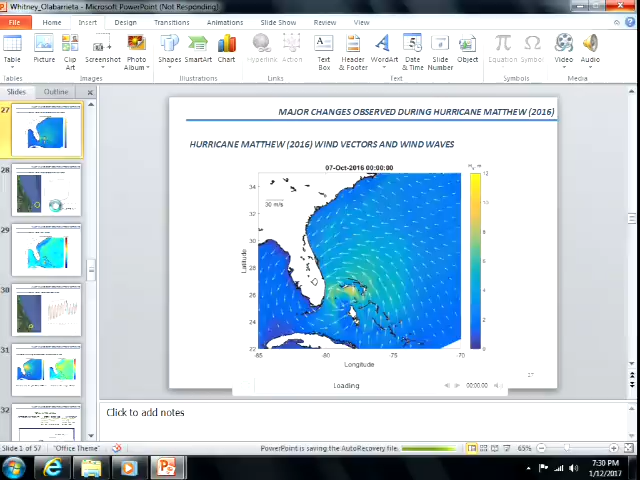 Whitney_Olabarrieta - Microsoft PowerPoint (Not Responding)
File Home Insert Design Transitions Animations Slide Show Review View
Table Picture Clip Art Screenshot Photo Album Shapes SmartArt Chart Hyperlink Action Text Box Header & Footer WordArt Date & Time Slide Number Object Equation Symbol Video Audio
Tables Images Illustrations Links Text Symbols Media
Slides Outline
27
28
29
30
31
32
MAJOR CHANGES OBSERVED DURING HURRICANE MATTHEW (2016)
HURRICANE MATTHEW (2016) WIND VECTORS AND WIND WAVES
07-Oct-2016 00:00:00
30 m/s
Latitude
34
32
30
28
26
24
22
-85 -80 -75 -70
Longitude
12
10
8
6
4
2
0
27
Loading
00:00:00
Click to add notes
Slide 1 of 57 "Office Theme" PowerPoint is saving the AutoRecovery file: 65%
7:30 PM
1/12/2017